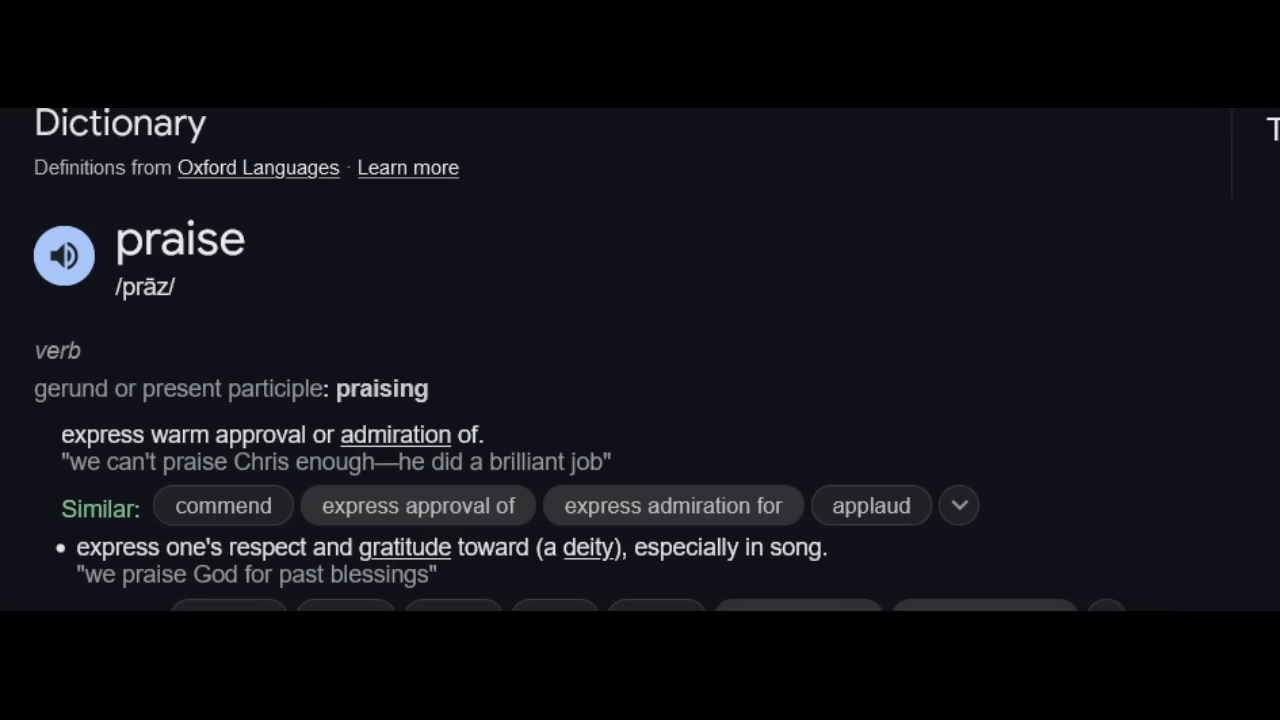 Dictionary
T
Definitions from Oxford Languages · Learn more
praise
/prāz/
verb
gerund or present participle: praising
express warm approval or admiration of.
"we can't praise Chris enough—he did a brilliant job"
Similar: commend express approval of express admiration for applaud
• express one's respect and gratitude toward (a deity), especially in song.
"we praise God for past blessings"